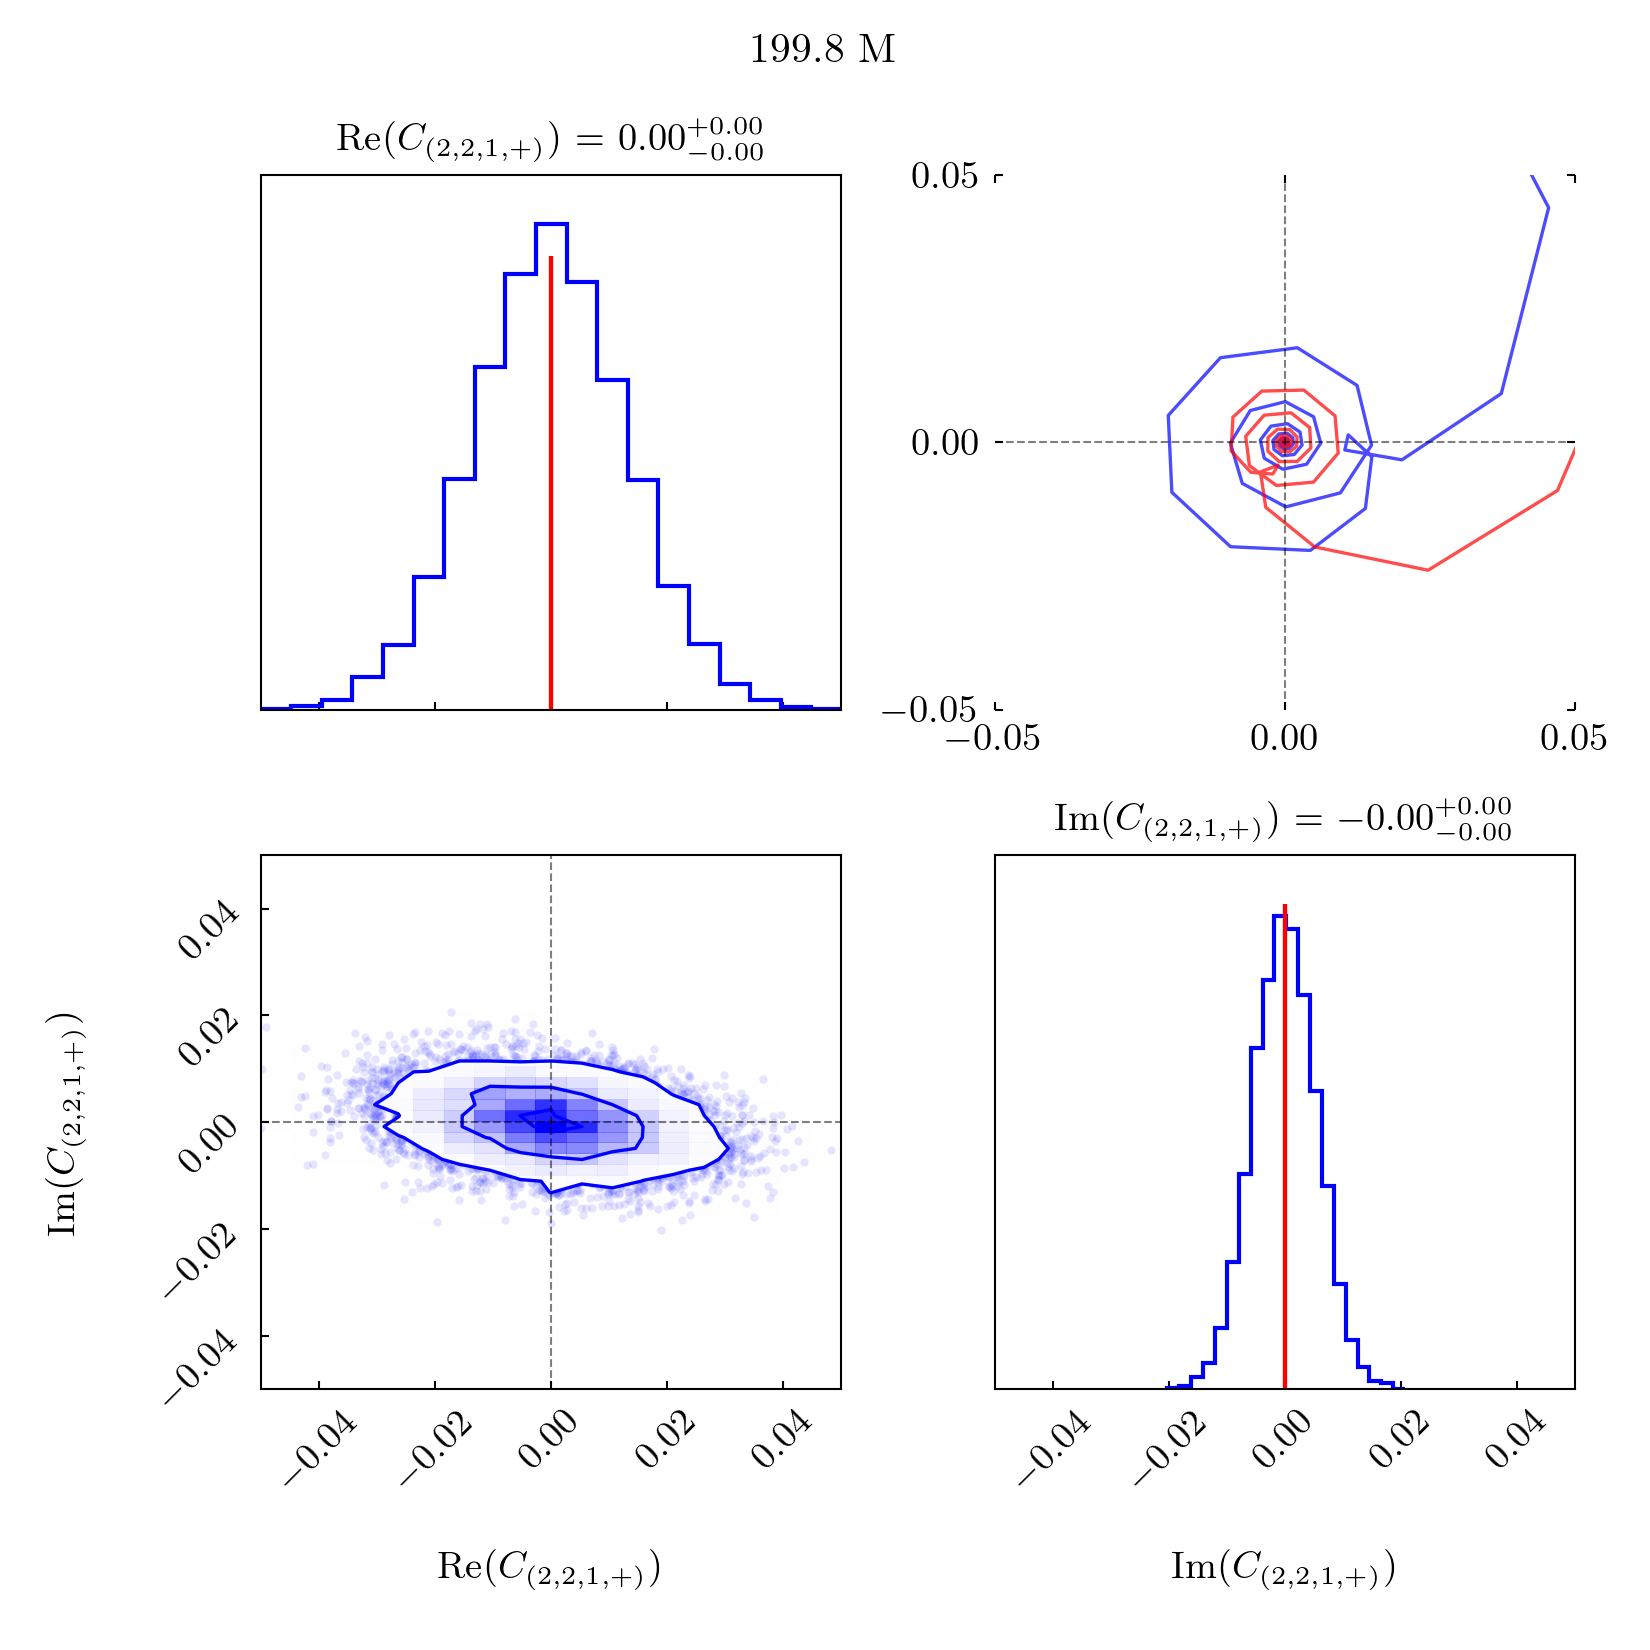 199.8 M
Re(C₍₂,₂,₁,₊₎) = 0.00⁺⁰·⁰⁰₋₀.₀₀
0.05
0.00
−0.05
−0.05 0.00 0.05
Im(C₍₂,₂,₁,₊₎) = −0.00⁺⁰·⁰⁰₋₀.₀₀
Im(C₍₂,₂,₁,₊₎)
0.04
0.02
0.00
−0.02
−0.04
−0.04 −0.02 0.00 0.02 0.04
−0.04 −0.02 0.00 0.02 0.04
Re(C₍₂,₂,₁,₊₎)
Im(C₍₂,₂,₁,₊₎)